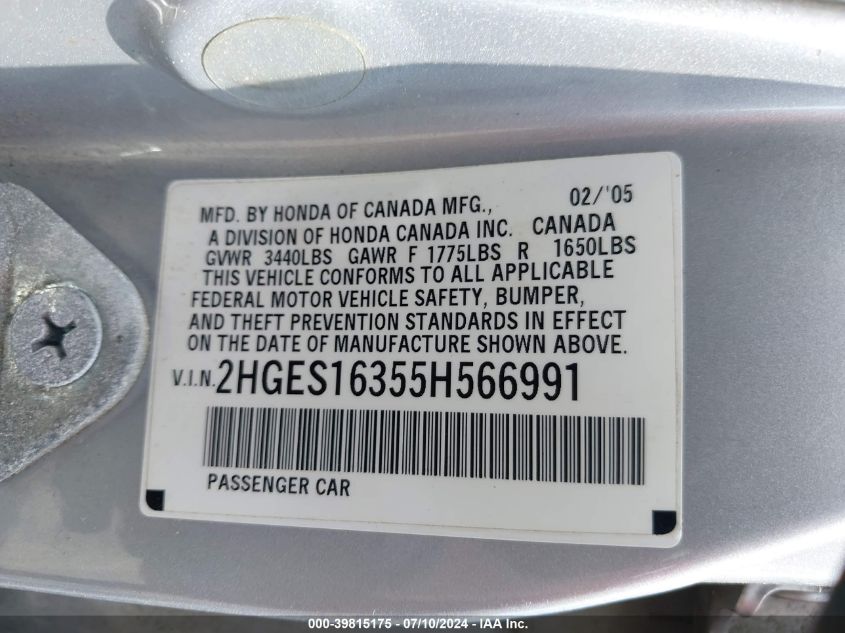 MFD. BY HONDA OF CANADA MFG., 02/'05
A DIVISION OF HONDA CANADA INC. CANADA
GVWR 3440LBS GAWR F 1775LBS R 1650LBS
THIS VEHICLE CONFORMS TO ALL APPLICABLE
FEDERAL MOTOR VEHICLE SAFETY, BUMPER,
AND THEFT PREVENTION STANDARDS IN EFFECT
ON THE DATE OF MANUFACTURE SHOWN ABOVE.
V.I.N. 2HGES16355H566991
PASSENGER CAR
000-39815175 - 07/10/2024 - IAA Inc.